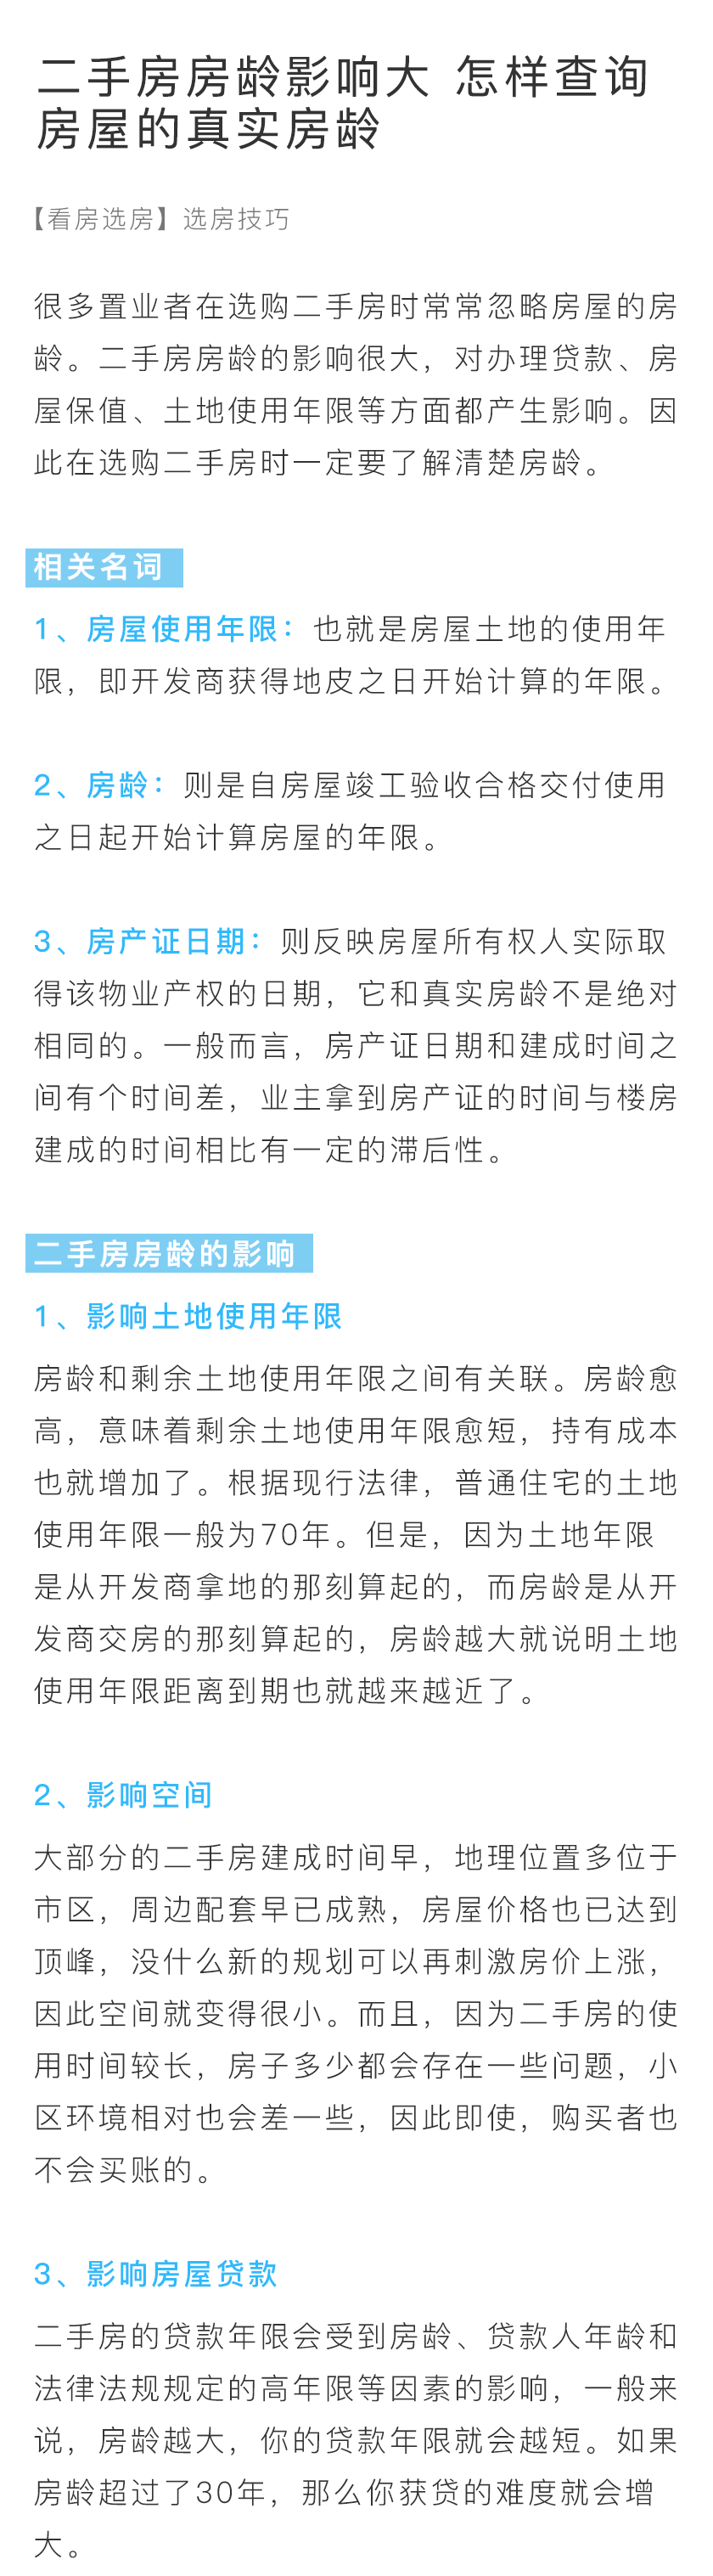 二手房房龄影响大 怎样查询
房屋的真实房龄
【看房选房】选房技巧
很多置业者在选购二手房时常常忽略房屋的房
龄。二手房房龄的影响很大，对办理贷款、房
屋保值、土地使用年限等方面都产生影响。因
此在选购二手房时一定要了解清楚房龄。
相关名词
1、房屋使用年限：也就是房屋土地的使用年
限，即开发商获得地皮之日开始计算的年限。
2、房龄：则是自房屋竣工验收合格交付使用
之日起开始计算房屋的年限。
3、房产证日期：则反映房屋所有权人实际取
得该物业产权的日期，它和真实房龄不是绝对
相同的。一般而言，房产证日期和建成时间之
间有个时间差，业主拿到房产证的时间与楼房
建成的时间相比有一定的滞后性。
二手房房龄的影响
1、影响土地使用年限
房龄和剩余土地使用年限之间有关联。房龄愈
高，意味着剩余土地使用年限愈短，持有成本
也就增加了。根据现行法律，普通住宅的土地
使用年限一般为70年。但是，因为土地年限
是从开发商拿地的那刻算起的，而房龄是从开
发商交房的那刻算起的，房龄越大就说明土地
使用年限距离到期也就越来越近了。
2、影响空间
大部分的二手房建成时间早，地理位置多位于
市区，周边配套早已成熟，房屋价格也已达到
顶峰，没什么新的规划可以再刺激房价上涨，
因此空间就变得很小。而且，因为二手房的使
用时间较长，房子多少都会存在一些问题，小
区环境相对也会差一些，因此即使，购买者也
不会买账的。
3、影响房屋贷款
二手房的贷款年限会受到房龄、贷款人年龄和
法律法规规定的高年限等因素的影响，一般来
说，房龄越大，你的贷款年限就会越短。如果
房龄超过了30年，那么你获贷的难度就会增
大。